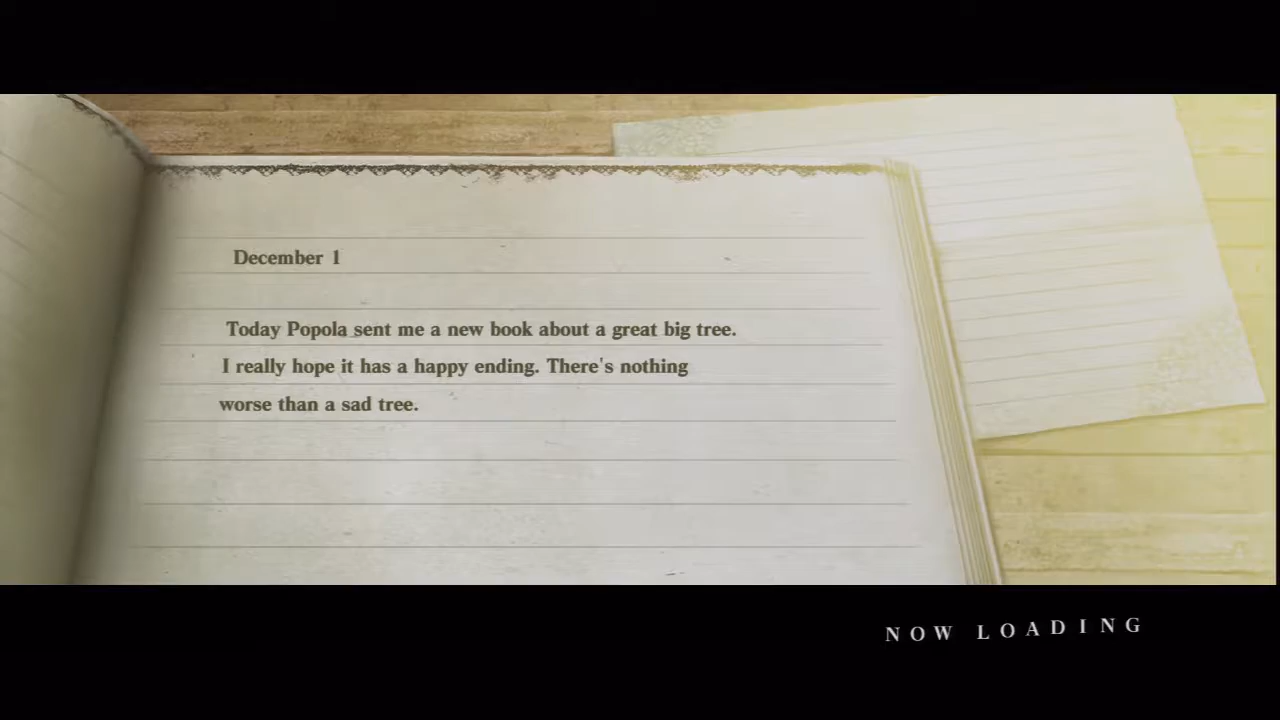 December 1
Today Popola sent me a new book about a great big tree.
I really hope it has a happy ending. There's nothing
worse than a sad tree.
NOW LOADING